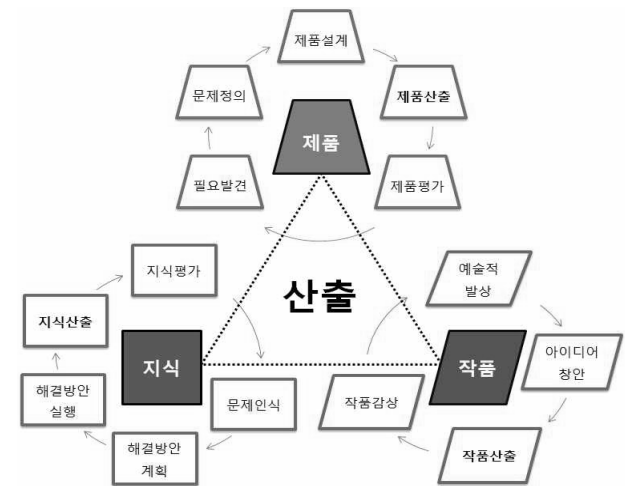 제품설계
문제정의
제품산출
제품
필요발견
제품평가
산출
지식평가
예술적
발상
지식산출
지식
작품
아이디어
창안
해결방안
실행
문제인식
작품감상
해결방안
계획
작품산출